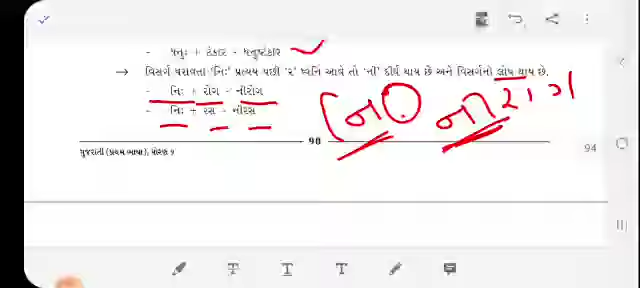 - ધનુઃ + ટંકાર - ધનુષ્ટંકાર
→ વિસર્ગ ધરાવતા 'નિઃ' પ્રત્યય પછી 'ર' ધ્વનિ આવે તો 'ની' દીર્ઘ થાય છે અને વિસર્ગનો લોપ થાય છે.
- નિઃ + રોગ - નીરોગ
- નિઃ + રસ - નીરસ
નિ ની રોગ
90
ગુજરાતી (પ્રથમ ભાષા), ધોરણ 9
94